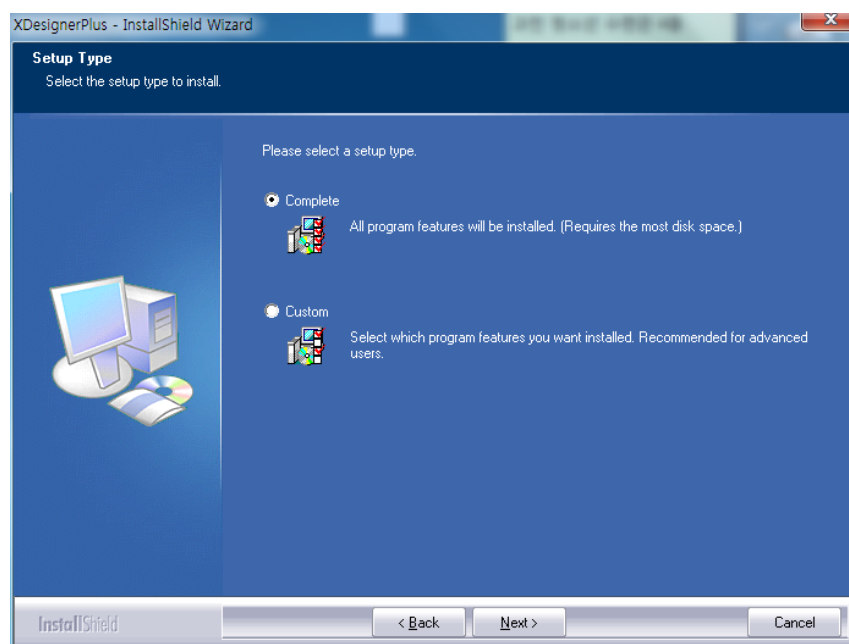 XDesignerPlus - InstallShield Wizard
Setup Type
Select the setup type to install.
Please select a setup type.
Complete
All program features will be installed. (Requires the most disk space.)
Custom
Select which program features you want installed. Recommended for advanced
users.
InstallShield
< Back
Next >
Cancel